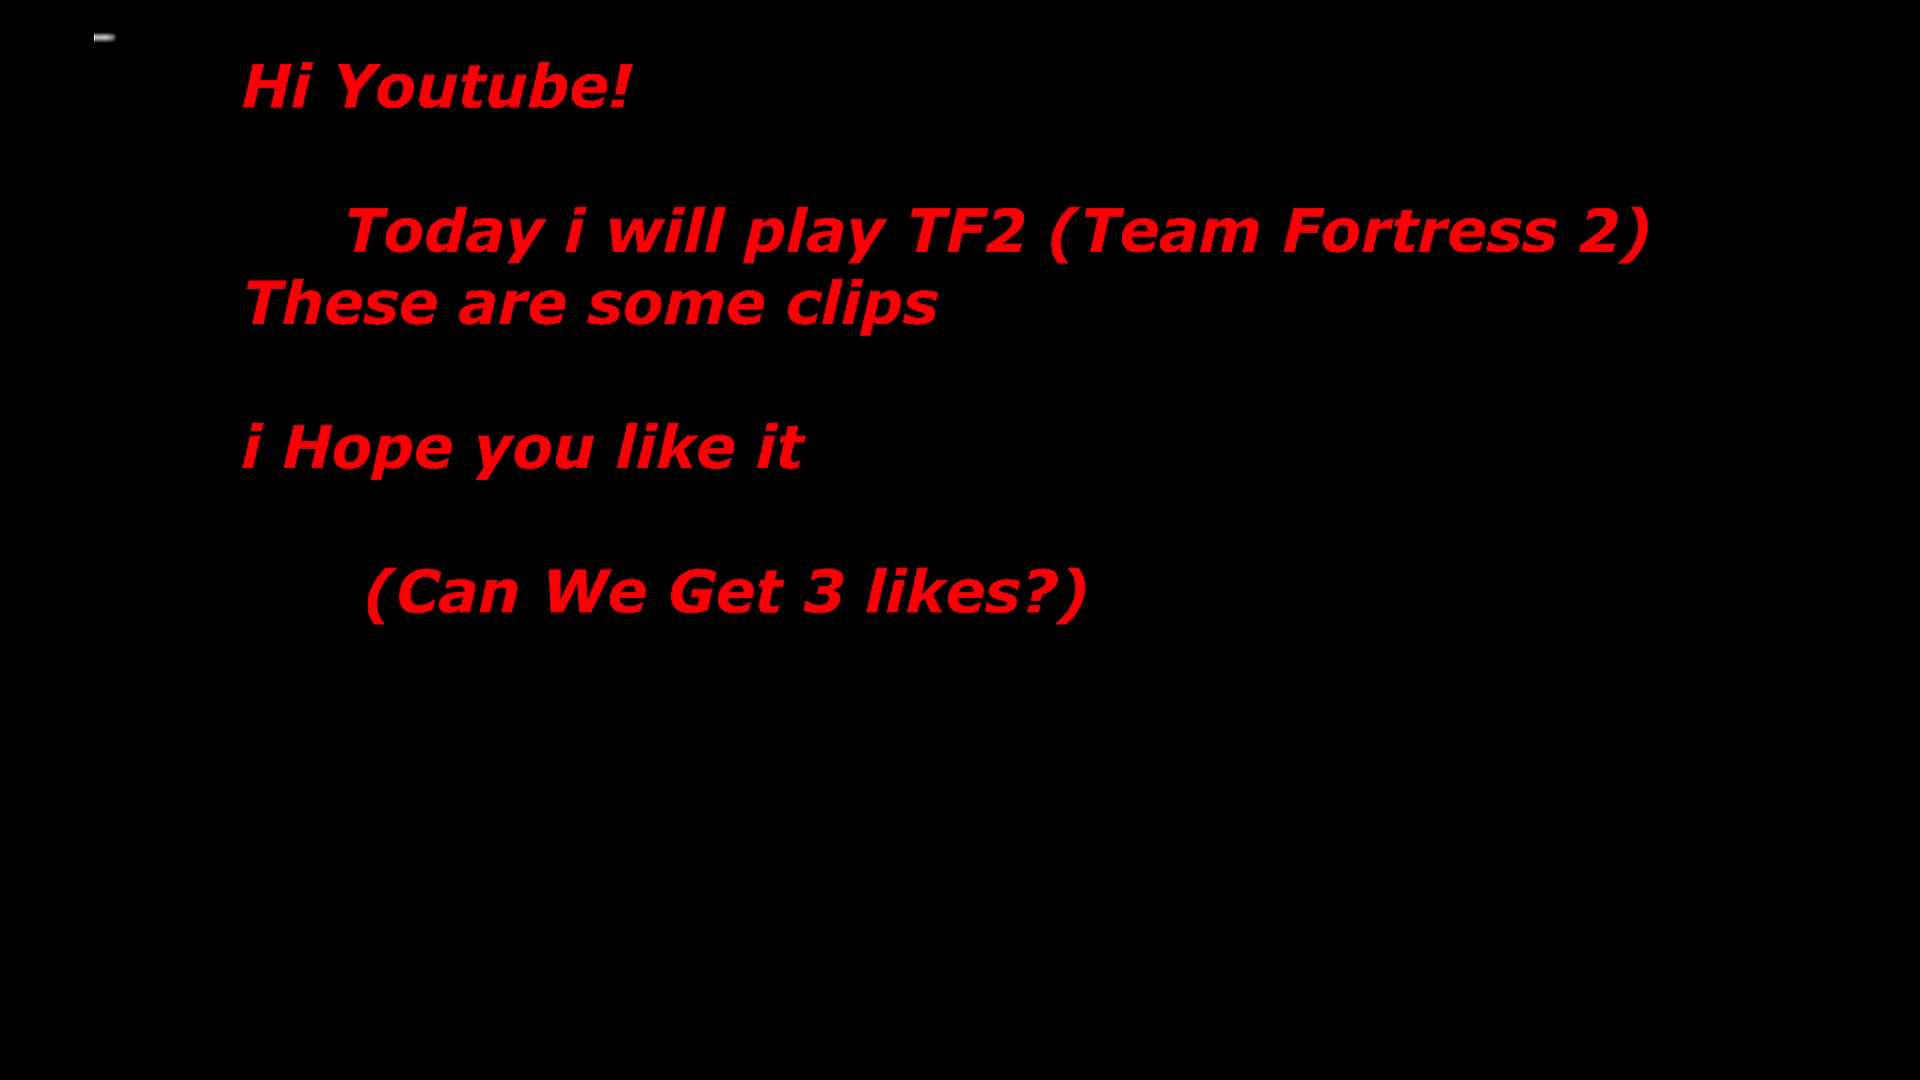 Hi Youtube!
Today i will play TF2 (Team Fortress 2)
These are some clips
i Hope you like it
(Can We Get 3 likes?)